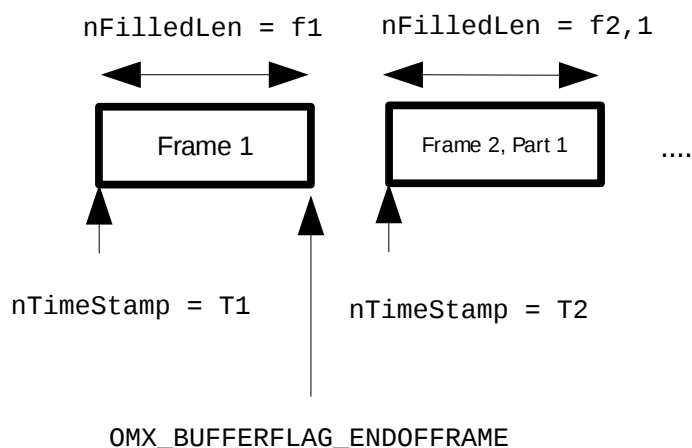 nFilledLen = f1 nFilledLen = f2,1
Frame 1 Frame 2, Part 1 ....
nTimeStamp = T1 nTimeStamp = T2
OMX_BUFFERFLAG_ENDOFFRAME